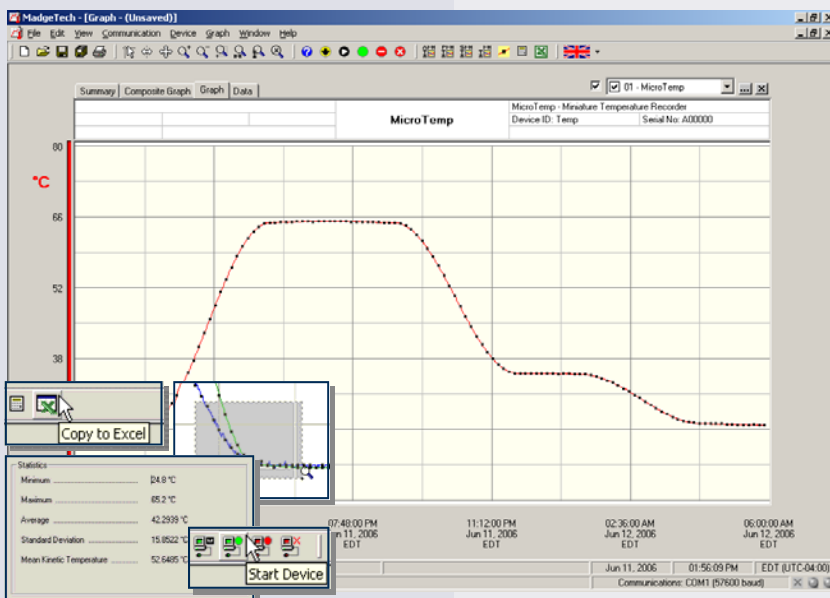 MadgeTech - [Graph - (Unsaved)]
File Edit View Communication Device Graph Window Help
Summary Composite Graph Graph Data
01 - MicroTemp
MicroTemp
MicroTemp - Miniature Temperature Recorder
Device ID: Temp Serial No: A00000
80
°C
66
52
38
Copy to Excel
Statistics
Minimum 24.8 °C
Maximum 65.2 °C
Average 42.2939 °C
Standard Deviation 15.8522 °C
Mean Kinetic Temperature 52.6485 °C
Start Device
07:48:00 PM
Jun 11, 2006
EDT
11:12:00 PM
Jun 11, 2006
EDT
02:36:00 AM
Jun 12, 2006
EDT
06:00:00 AM
Jun 12, 2006
EDT
Jun 11, 2006 01:56:09 PM EDT (UTC-04:00)
Communications: COM1 (57600 baud)